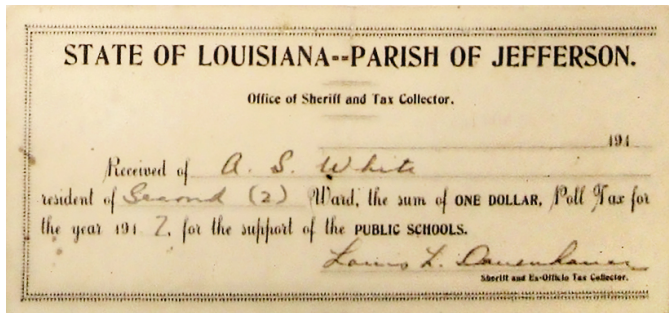 STATE OF LOUISIANA--PARISH OF JEFFERSON.
Office of Sheriff and Tax Collector.
191
Received of A. S. White
resident of Second (2) Ward, the sum of ONE DOLLAR, Poll Tax for
the year 191 7, for the support of the PUBLIC SCHOOLS.
Louis L.
Sheriff and Ex-Officio Tax Collector.